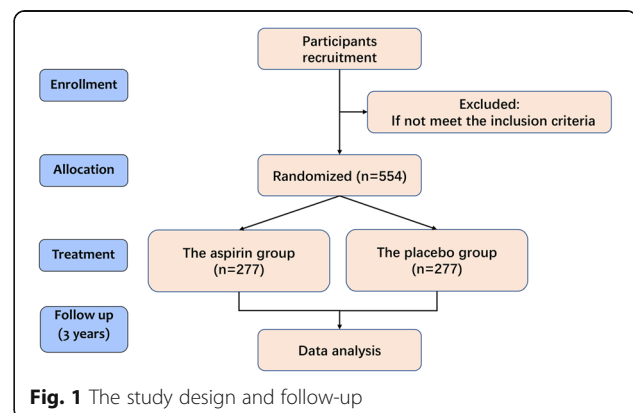 Participants
recruitment
Enrollment
Excluded:
If not meet the inclusion criteria
Allocation
Randomized (n=554)
Treatment
The aspirin group
(n=277)
The placebo group
(n=277)
Follow up
(3 years)
Data analysis
Fig. 1 The study design and follow-up